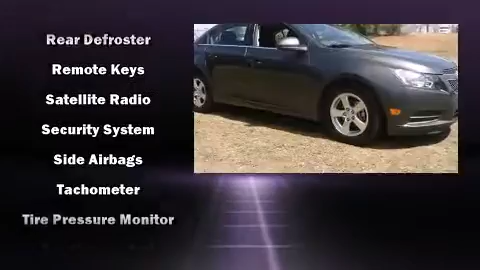 Rear Defroster
Remote Keys
Satellite Radio
Security System
Side Airbags
Tachometer
Tire Pressure Monitor